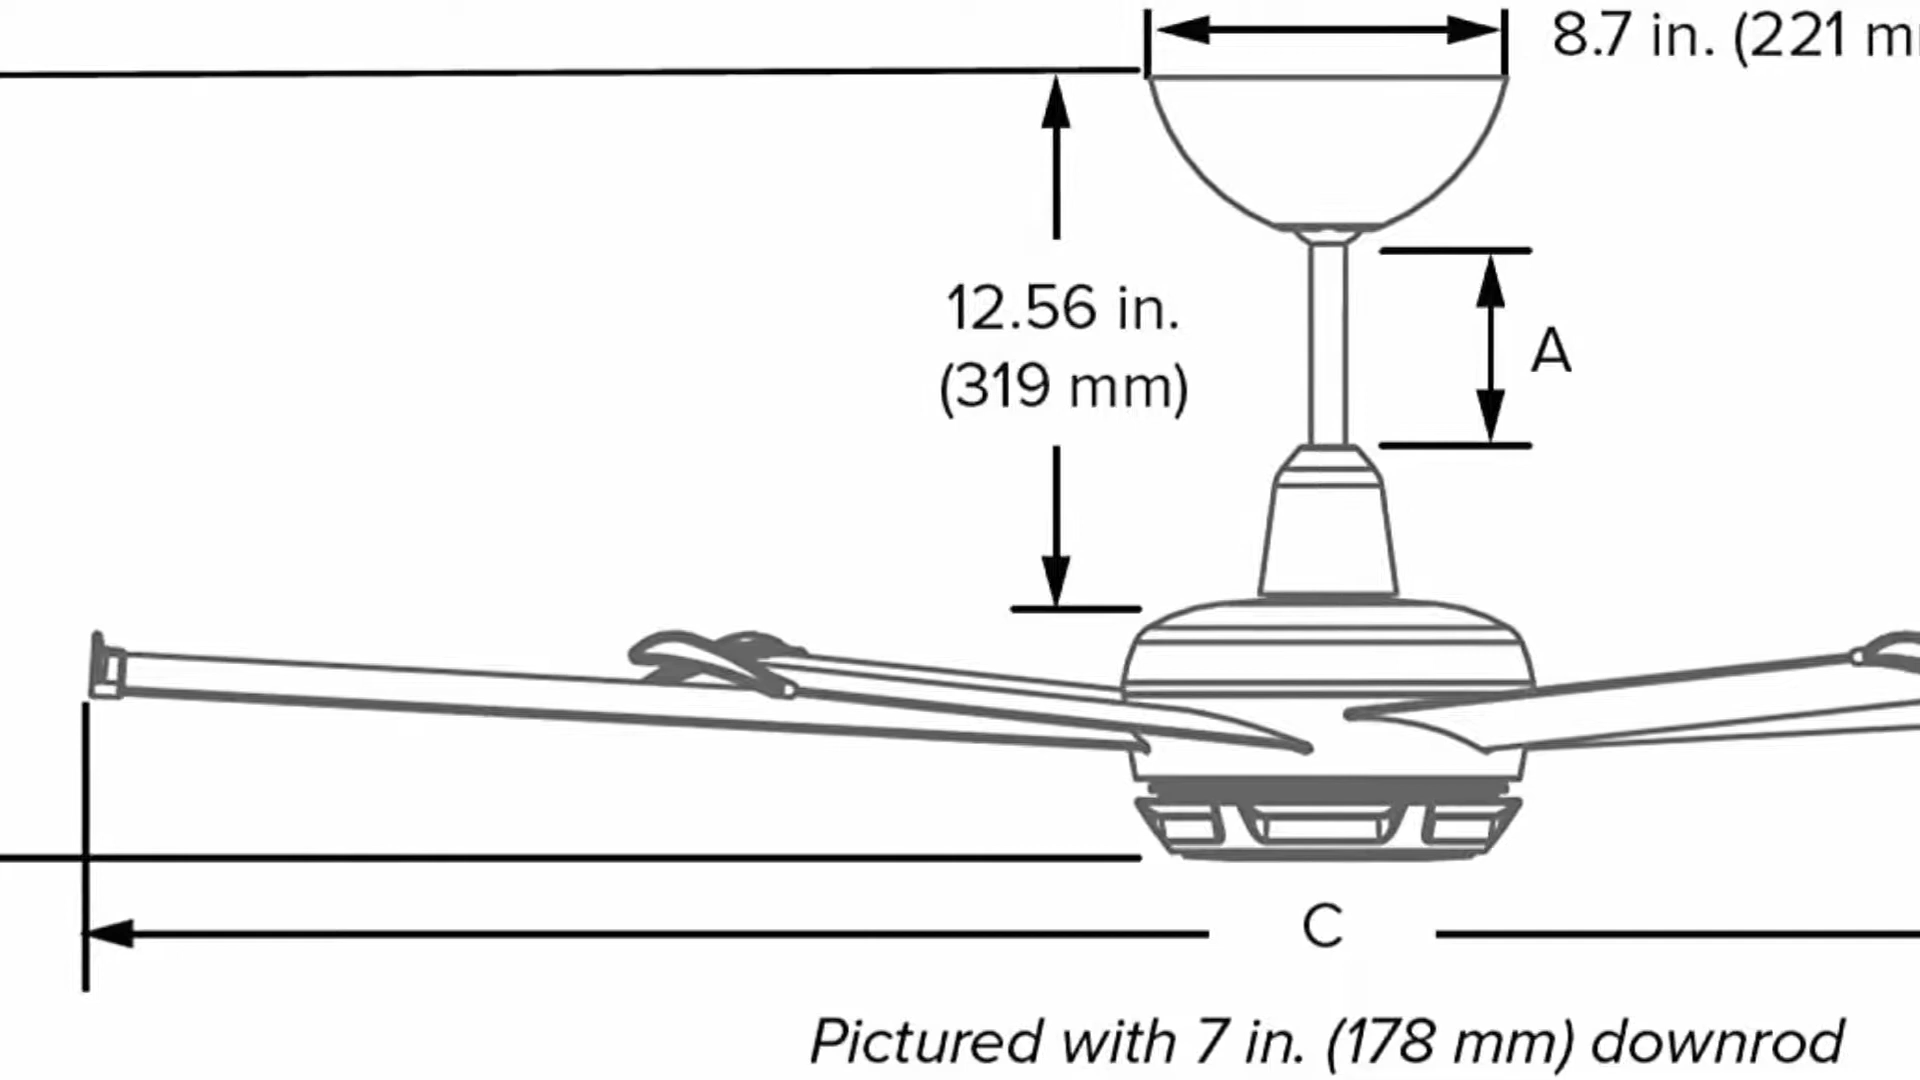 8.7 in. (221 m
12.56 in.
(319 mm)
A
C
Pictured with 7 in. (178 mm) downrod